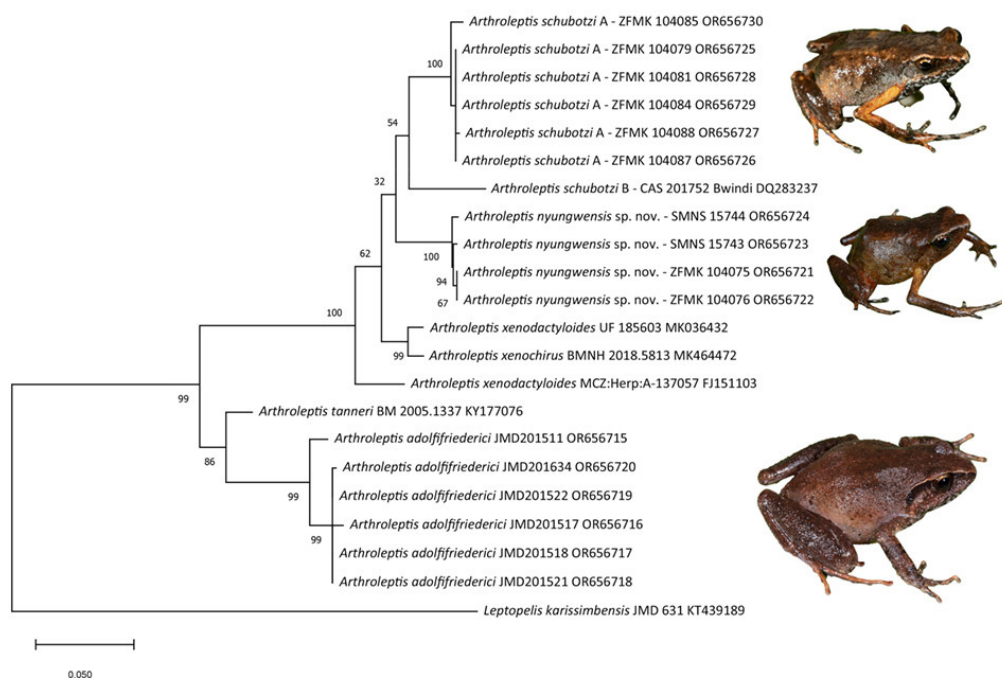 Arthroleptis schubotzi A - ZFMK 104085 OR656730
Arthroleptis schubotzi A - ZFMK 104079 OR656725
100
Arthroleptis schubotzi A - ZFMK 104081 OR656728
Arthroleptis schubotzi A - ZFMK 104084 OR656729
54
Arthroleptis schubotzi A - ZFMK 104088 OR656727
Arthroleptis schubotzi A - ZFMK 104087 OR656726
32
Arthroleptis schubotzi B - CAS 201752 Bwindi DQ283237
Arthroleptis nyungwensis sp. nov. - SMNS 15744 OR656724
Arthroleptis nyungwensis sp. nov. - SMNS 15743 OR656723
62
100
Arthroleptis nyungwensis sp. nov. - ZFMK 104075 OR656721
94
Arthroleptis nyungwensis sp. nov. - ZFMK 104076 OR656722
67
100
Arthroleptis xenodactyloides UF 185603 MK036432
Arthroleptis xenochirus BMNH 2018.5813 MK464472
99
Arthroleptis xenodactyloides MCZ:Herp:A-137057 FJ151103
99
Arthroleptis tanneri BM 2005.1337 KY177076
Arthroleptis adolfifriederici JMD201511 OR656715
86
Arthroleptis adolfifriederici JMD201634 OR656720
Arthroleptis adolfifriederici JMD201522 OR656719
99
Arthroleptis adolfifriederici JMD201517 OR656716
99
Arthroleptis adolfifriederici JMD201518 OR656717
Arthroleptis adolfifriederici JMD201521 OR656718
Leptopelis karissimbensis JMD 631 KT439189
0.050